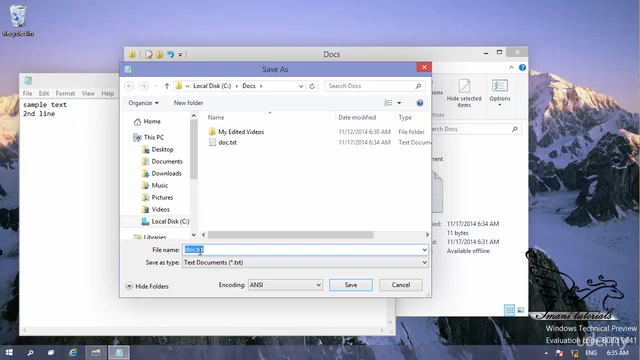 Recycle Bin
Docs
Save As
Local Disk (C:)
Docs
Search Docs
Organize
New folder
File Edit Format View Help
sample text
2nd line
Home
This PC
Desktop
Documents
Downloads
Music
Pictures
Videos
Local Disk (C:)
Libraries
Name
Date modified
Type
My Edited Videos
11/12/2014 6:30 AM
File folder
doc.txt
11/17/2014 6:34 AM
Text Docum
File name:
doc.txt
Save as type:
Text Documents (*.txt)
Hide Folders
Encoding:
ANSI
Save
Cancel
Hide selected
items
Options
Search Docs
11/17/2014 6:34 AM
11 bytes
11/17/2014 6:31 AM
Available offline
Imani tutorials
Windows Technical Preview
Evaluation copy. Build 9841
ENG
6:35 AM